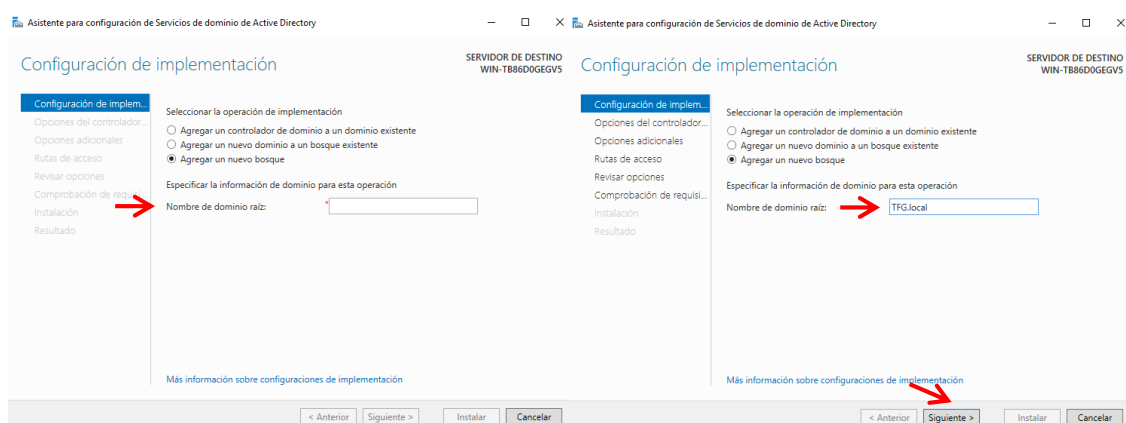 Asistente para configuración de Servicios de dominio de Active Directory
Configuración de implementación
SERVIDOR DE DESTINO
WIN-TB86D0GEGV5
Configuración de implem...
Opciones del controlador...
Opciones adicionales
Rutas de acceso
Revisar opciones
Comprobación de requisi...
Instalación
Resultado
Seleccionar la operación de implementación
Agregar un controlador de dominio a un dominio existente
Agregar un nuevo dominio a un bosque existente
Agregar un nuevo bosque
Especificar la información de dominio para esta operación
Nombre de dominio raíz: *
Más información sobre configuraciones de implementación
< Anterior Siguiente > Instalar Cancelar
Asistente para configuración de Servicios de dominio de Active Directory
Configuración de implementación
SERVIDOR DE DESTINO
WIN-TB86D0GEGV5
Configuración de implem...
Opciones del controlador...
Opciones adicionales
Rutas de acceso
Revisar opciones
Comprobación de requisi...
Instalación
Resultado
Seleccionar la operación de implementación
Agregar un controlador de dominio a un dominio existente
Agregar un nuevo dominio a un bosque existente
Agregar un nuevo bosque
Especificar la información de dominio para esta operación
Nombre de dominio raíz: TFG.local
Más información sobre configuraciones de implementación
< Anterior Siguiente > Instalar Cancelar